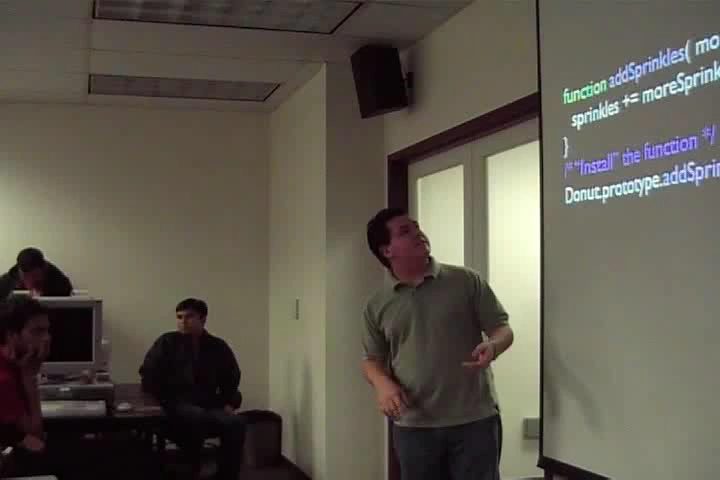 function addSprinkles( mo
sprinkles += moreSprink
}
/* "Install" the function */
Donut.prototype.addSprin